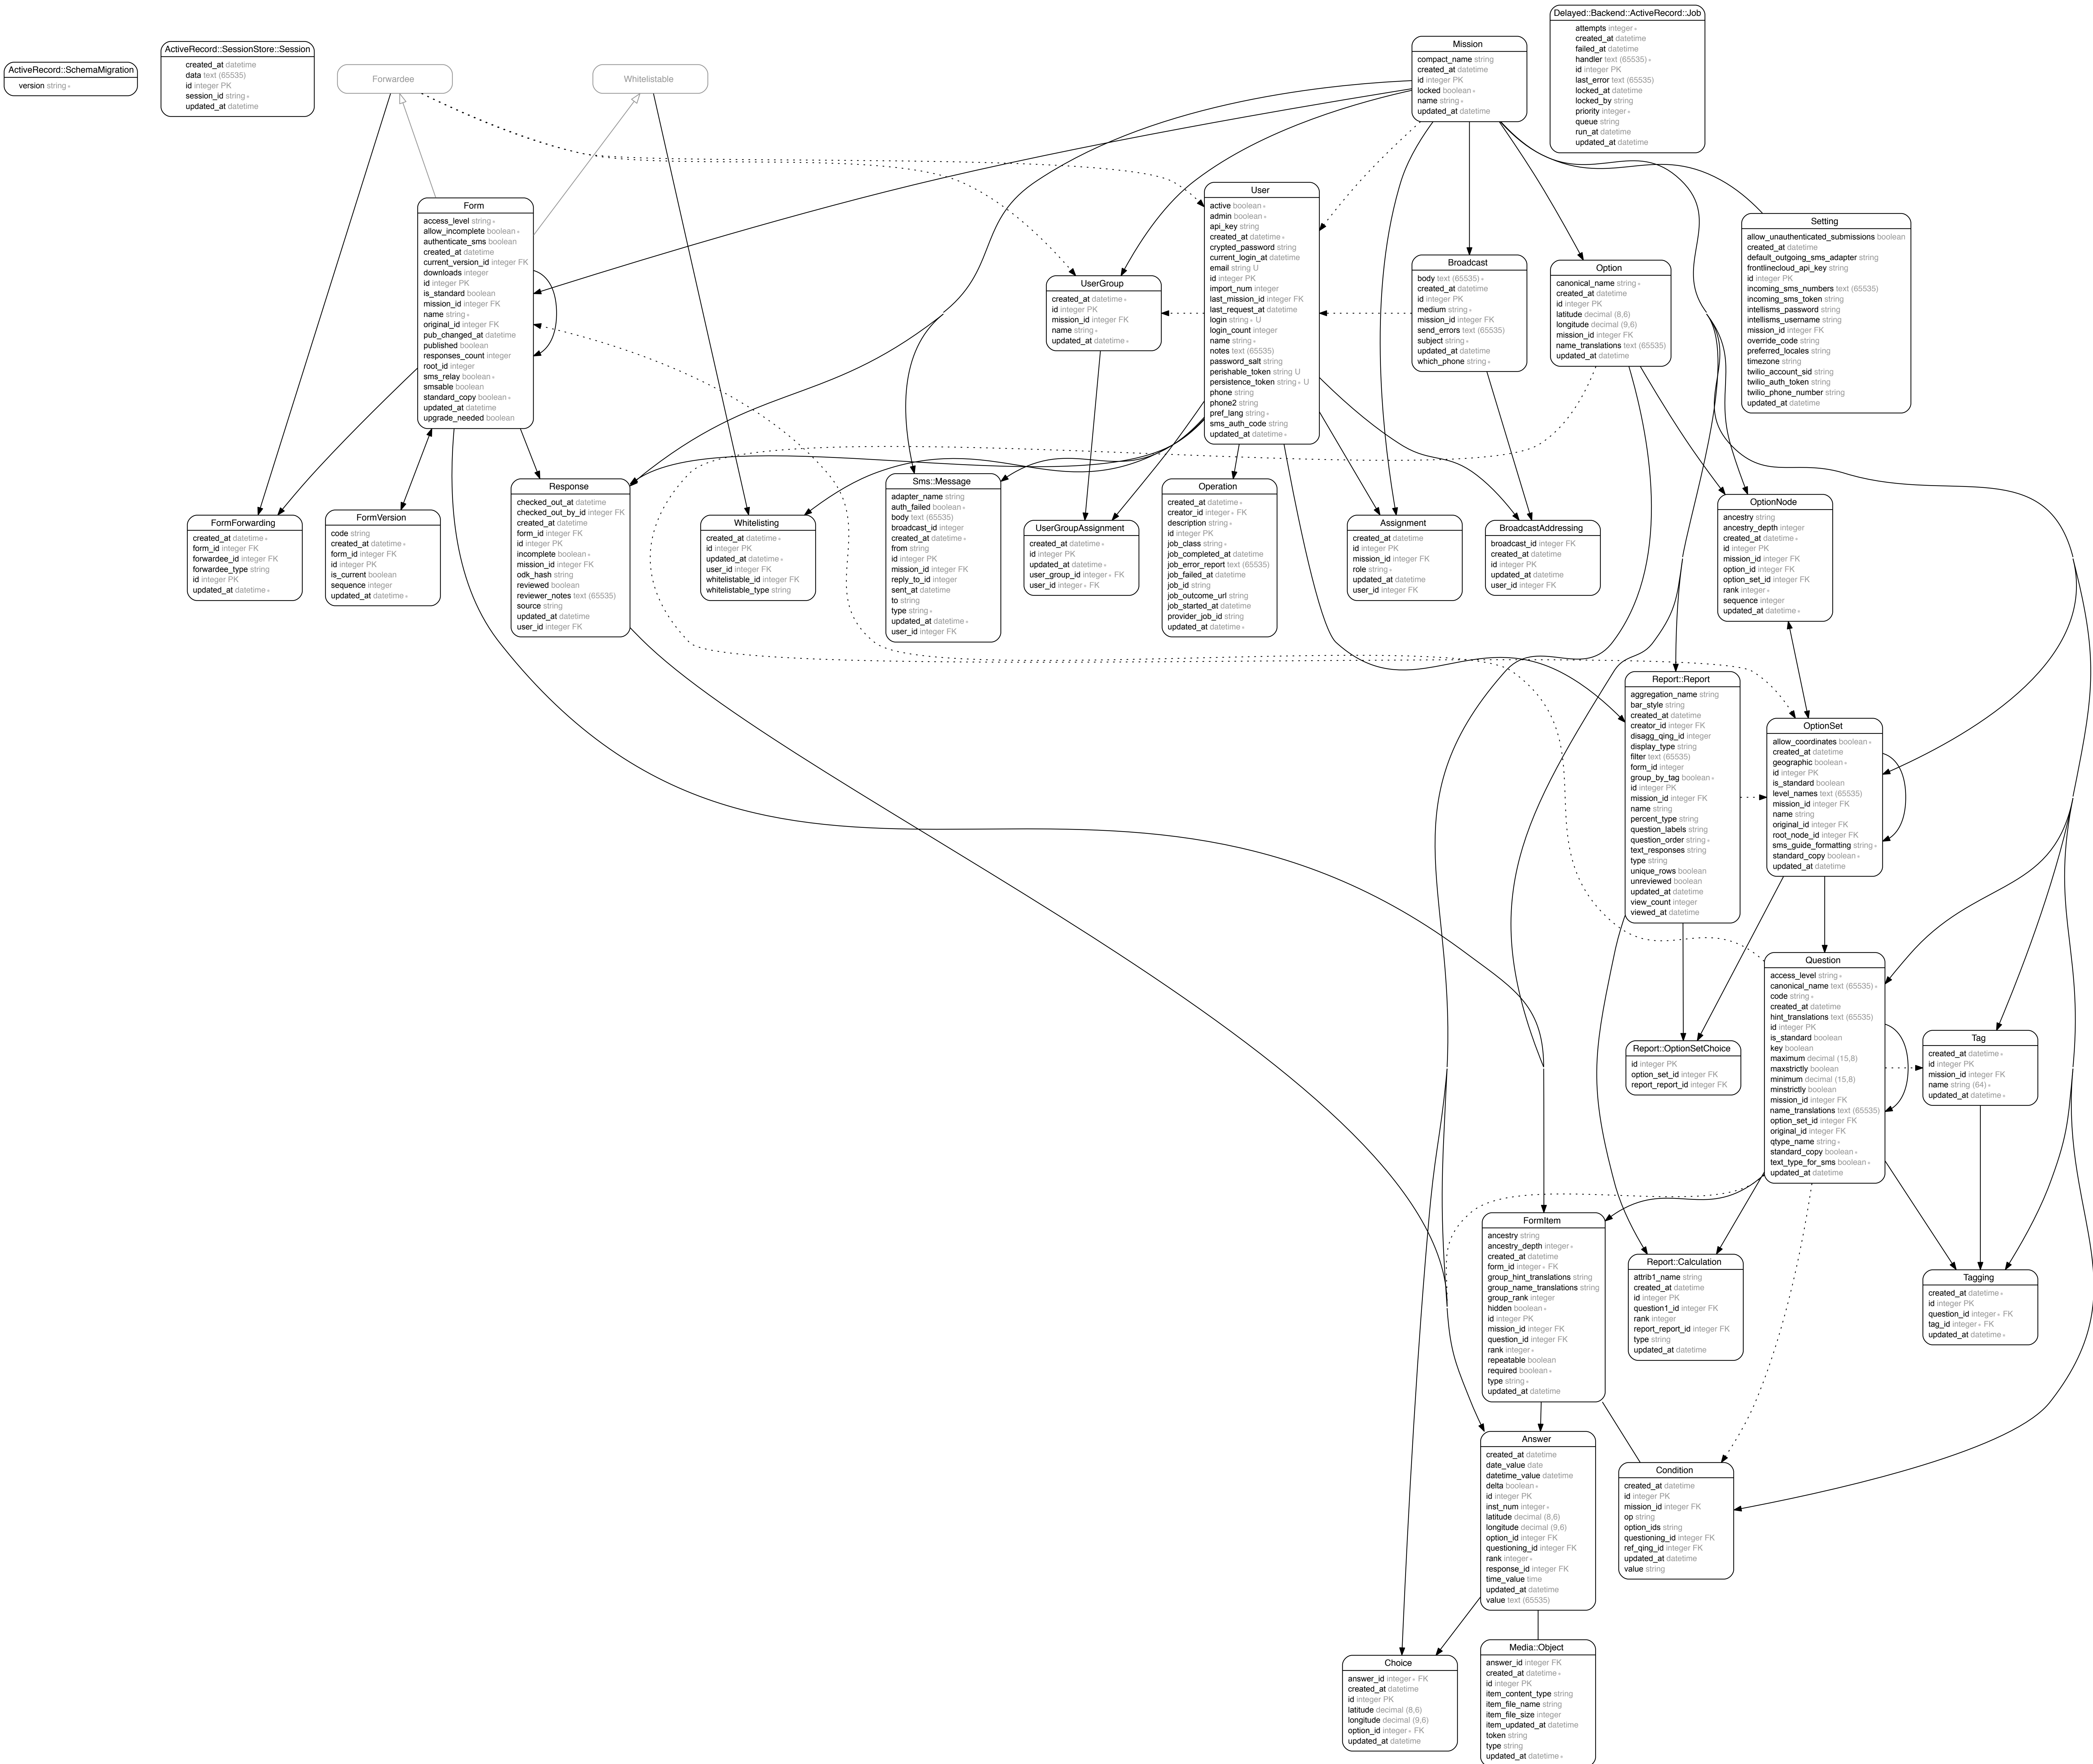 ActiveRecord::SchemaMigration
version string ∗
ActiveRecord::SessionStore::Session
created_at datetime
data text (65535)
id integer PK
session_id string ∗
updated_at datetime
Forwardee
Whitelistable
Mission
compact_name string
created_at datetime
id integer PK
locked boolean ∗
name string ∗
updated_at datetime
Delayed::Backend::ActiveRecord::Job
attempts integer ∗
created_at datetime
failed_at datetime
handler text (65535) ∗
id integer PK
last_error text (65535)
locked_at datetime
locked_by string
priority integer ∗
queue string
run_at datetime
updated_at datetime
Form
access_level string ∗
allow_incomplete boolean ∗
authenticate_sms boolean
created_at datetime
current_version_id integer FK
downloads integer
id integer PK
is_standard boolean
mission_id integer FK
name string ∗
original_id integer FK
pub_changed_at datetime
published boolean
responses_count integer
root_id integer
sms_relay boolean ∗
smsable boolean
standard_copy boolean ∗
updated_at datetime
upgrade_needed boolean
User
active boolean ∗
admin boolean ∗
api_key string
created_at datetime ∗
crypted_password string
current_login_at datetime
email string U
id integer PK
import_num integer
last_mission_id integer FK
last_request_at datetime
login string ∗ U
login_count integer
name string ∗
notes text (65535)
password_salt string
perishable_token string U
persistence_token string ∗ U
phone string
phone2 string
pref_lang string ∗
sms_auth_code string
updated_at datetime ∗
UserGroup
created_at datetime ∗
id integer PK
mission_id integer FK
name string ∗
updated_at datetime ∗
Broadcast
body text (65535) ∗
created_at datetime
id integer PK
medium string ∗
mission_id integer FK
send_errors text (65535)
subject string ∗
updated_at datetime
which_phone string ∗
Option
canonical_name string ∗
created_at datetime
id integer PK
latitude decimal (8,6)
longitude decimal (9,6)
mission_id integer FK
name_translations text (65535)
updated_at datetime
Setting
allow_unauthenticated_submissions boolean
created_at datetime
default_outgoing_sms_adapter string
frontlinecloud_api_key string
id integer PK
incoming_sms_numbers text (65535)
incoming_sms_token string
intellisms_password string
intellisms_username string
mission_id integer FK
override_code string
preferred_locales string
timezone string
twilio_account_sid string
twilio_auth_token string
twilio_phone_number string
updated_at datetime
FormForwarding
created_at datetime ∗
form_id integer FK
forwardee_id integer FK
forwardee_type string
id integer PK
updated_at datetime ∗
FormVersion
code string
created_at datetime ∗
form_id integer FK
id integer PK
is_current boolean
sequence integer
updated_at datetime ∗
Response
checked_out_at datetime
checked_out_by_id integer FK
created_at datetime
form_id integer FK
id integer PK
incomplete boolean ∗
mission_id integer FK
odk_hash string
reviewed boolean
reviewer_notes text (65535)
source string
updated_at datetime
user_id integer FK
Whitelisting
created_at datetime ∗
id integer PK
updated_at datetime ∗
user_id integer FK
whitelistable_id integer FK
whitelistable_type string
Sms::Message
adapter_name string
auth_failed boolean ∗
body text (65535)
broadcast_id integer
created_at datetime ∗
from string
id integer PK
mission_id integer FK
reply_to_id integer
sent_at datetime
to string
type string ∗
updated_at datetime ∗
user_id integer FK
UserGroupAssignment
created_at datetime ∗
id integer PK
updated_at datetime ∗
user_group_id integer ∗ FK
user_id integer ∗ FK
Operation
created_at datetime ∗
creator_id integer ∗ FK
description string ∗
id integer PK
job_class string ∗
job_completed_at datetime
job_error_report text (65535)
job_failed_at datetime
job_id string
job_outcome_url string
job_started_at datetime
provider_job_id string
updated_at datetime ∗
Assignment
created_at datetime
id integer PK
mission_id integer FK
role string ∗
updated_at datetime
user_id integer FK
BroadcastAddressing
broadcast_id integer FK
created_at datetime
id integer PK
updated_at datetime
user_id integer FK
OptionNode
ancestry string
ancestry_depth integer
created_at datetime ∗
id integer PK
mission_id integer FK
option_id integer FK
option_set_id integer FK
rank integer ∗
sequence integer
updated_at datetime ∗
Report::Report
aggregation_name string
bar_style string
created_at datetime
creator_id integer FK
disagg_qing_id integer
display_type string
filter text (65535)
form_id integer
group_by_tag boolean ∗
id integer PK
mission_id integer FK
name string
percent_type string
question_labels string
question_order string ∗
text_responses string
type string
unique_rows boolean
unreviewed boolean
updated_at datetime
view_count integer
viewed_at datetime
OptionSet
allow_coordinates boolean ∗
created_at datetime
geographic boolean ∗
id integer PK
is_standard boolean
level_names text (65535)
mission_id integer FK
name string
original_id integer FK
root_node_id integer FK
sms_guide_formatting string ∗
standard_copy boolean ∗
updated_at datetime
Question
access_level string ∗
canonical_name text (65535) ∗
code string ∗
created_at datetime
hint_translations text (65535)
id integer PK
is_standard boolean
key boolean
maximum decimal (15,8)
maxstrictly boolean
minimum decimal (15,8)
minstrictly boolean
mission_id integer FK
name_translations text (65535)
option_set_id integer FK
original_id integer FK
qtype_name string ∗
standard_copy boolean ∗
text_type_for_sms boolean ∗
updated_at datetime
Report::OptionSetChoice
id integer PK
option_set_id integer FK
report_report_id integer FK
Tag
created_at datetime ∗
id integer PK
mission_id integer FK
name string (64) ∗
updated_at datetime ∗
FormItem
ancestry string
ancestry_depth integer ∗
created_at datetime
form_id integer ∗ FK
group_hint_translations string
group_name_translations string
group_rank integer
hidden boolean ∗
id integer PK
mission_id integer FK
question_id integer FK
rank integer ∗
repeatable boolean
required boolean ∗
type string ∗
updated_at datetime
Report::Calculation
attrib1_name string
created_at datetime
id integer PK
question1_id integer FK
rank integer
report_report_id integer FK
type string
updated_at datetime
Tagging
created_at datetime ∗
id integer PK
question_id integer ∗ FK
tag_id integer ∗ FK
updated_at datetime ∗
Answer
created_at datetime
date_value date
datetime_value datetime
delta boolean ∗
id integer PK
inst_num integer ∗
latitude decimal (8,6)
longitude decimal (9,6)
option_id integer FK
questioning_id integer FK
rank integer ∗
response_id integer FK
time_value time
updated_at datetime
value text (65535)
Condition
created_at datetime
id integer PK
mission_id integer FK
op string
option_ids string
questioning_id integer FK
ref_qing_id integer FK
updated_at datetime
value string
Choice
answer_id integer ∗ FK
created_at datetime
id integer PK
latitude decimal (8,6)
longitude decimal (9,6)
option_id integer ∗ FK
updated_at datetime
Media::Object
answer_id integer FK
created_at datetime ∗
id integer PK
item_content_type string
item_file_name string
item_file_size integer
item_updated_at datetime
token string
type string
updated_at datetime ∗